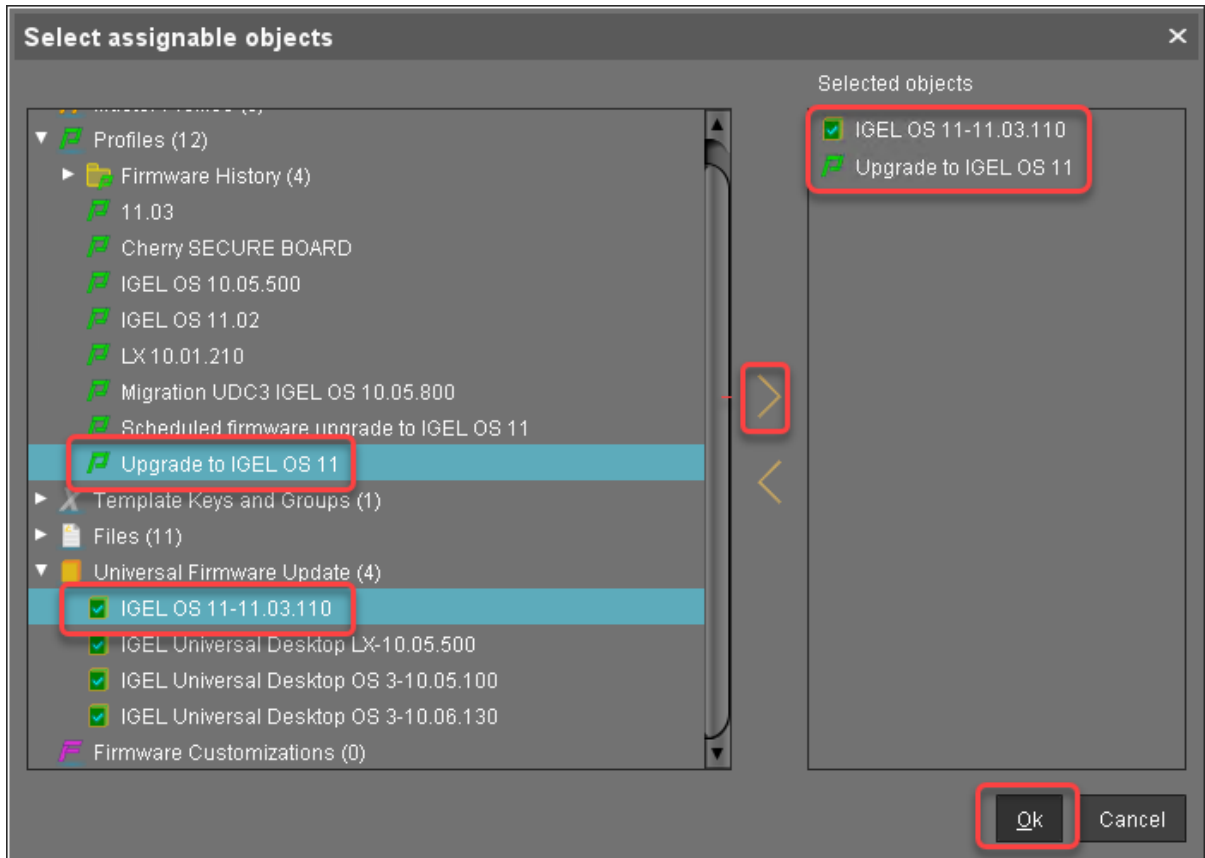 Select assignable objects
Selected objects
Profiles (12)
Firmware History (4)
11.03
Cherry SECURE BOARD
IGEL OS 10.05.500
IGEL OS 11.02
LX 10.01.210
Migration UDC3 IGEL OS 10.05.800
Scheduled firmware upgrade to IGEL OS 11
Upgrade to IGEL OS 11
Template Keys and Groups (1)
Files (11)
Universal Firmware Update (4)
IGEL OS 11-11.03.110
IGEL Universal Desktop LX-10.05.500
IGEL Universal Desktop OS 3-10.05.100
IGEL Universal Desktop OS 3-10.06.130
Firmware Customizations (0)
IGEL OS 11-11.03.110
Upgrade to IGEL OS 11
Ok
Cancel